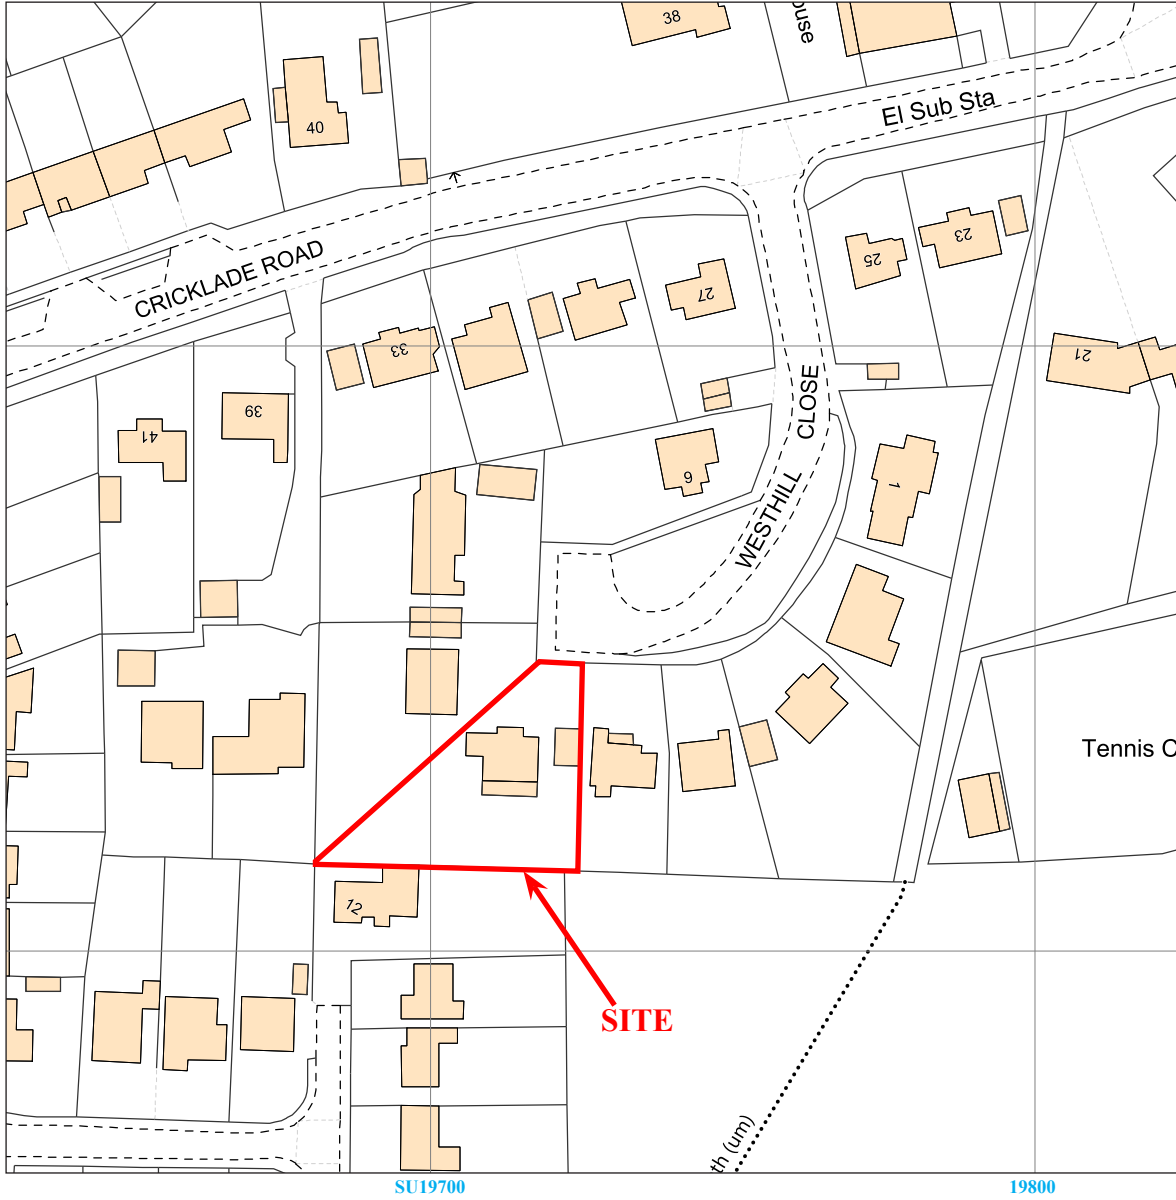 38
ouse
40
El Sub Sta
23
25
CRICKLADE ROAD
27
33
21
39
41
CLOSE
9
1
WESTHILL
Tennis C
12
SITE
th (um)
SU19700
19800